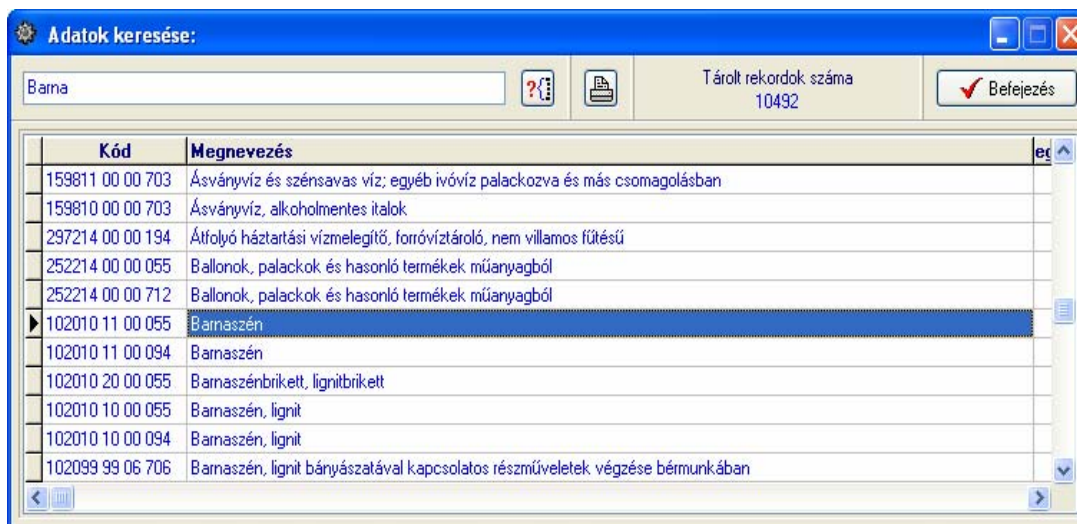 Adatok keresése:
Barna
Tárolt rekordok száma
10492
Befejezés
Kód Megnevezés eg
159811 00 00 703 Ásványvíz és szénsavas víz; egyéb ivóvíz palackozva és más csomagolásban
159810 00 00 703 Ásványvíz, alkoholmentes italok
297214 00 00 194 Átfolyó háztartási vízmelegítő, forróvíztároló, nem villamos fűtésű
252214 00 00 055 Ballonok, palackok és hasonló termékek műanyagból
252214 00 00 712 Ballonok, palackok és hasonló termékek műanyagból
102010 11 00 055 Barnaszén
102010 11 00 094 Barnaszén
102010 20 00 055 Barnaszénbrikett, lignitbrikett
102010 10 00 055 Barnaszén, lignit
102010 10 00 094 Barnaszén, lignit
102099 99 06 706 Barnaszén, lignit bányászatával kapcsolatos részműveletek végzése bérmunkában